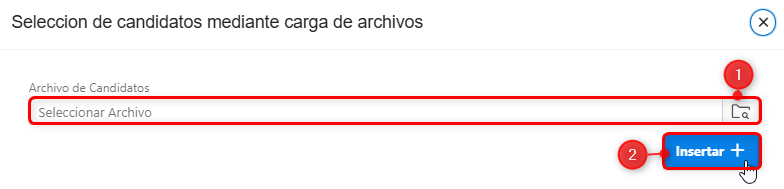 Seleccion de candidatos mediante carga de archivos
1
Archivo de Candidatos
Seleccionar Archivo
2
Insertar +